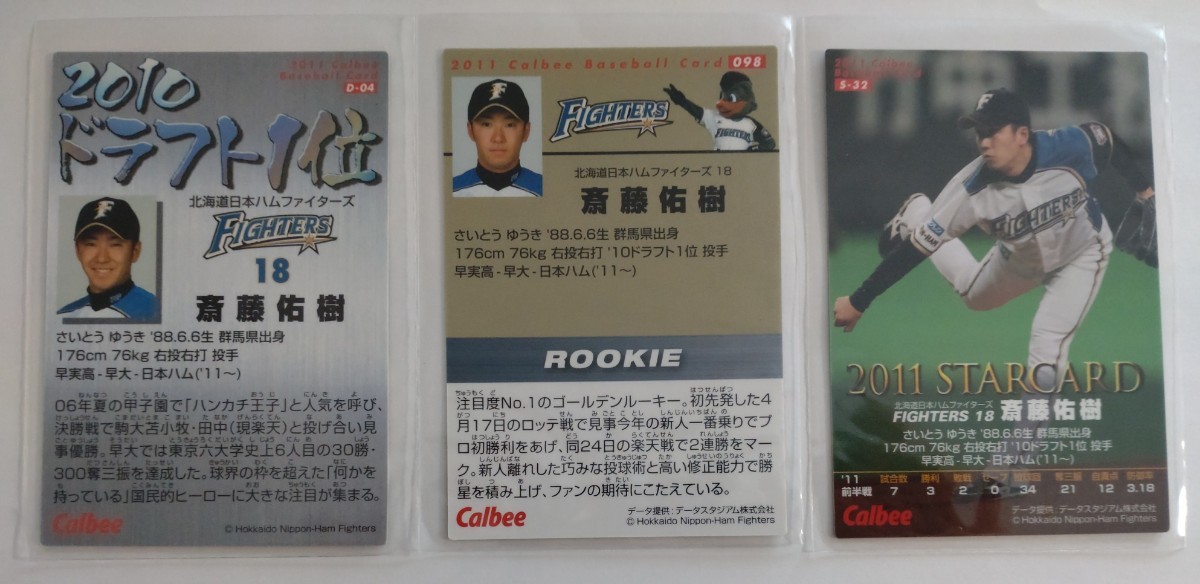 2011 Calbee
Baseball Card
D-04
2010
ドラフト1位
北海道日本ハムファイターズ
FIGHTERS
18
斎藤佑樹
さいとう ゆうき '88.6.6生 群馬県出身
176cm 76kg 右投右打 投手
早実高-早大-日本ハム('11〜)
06年夏の甲子園で「ハンカチ王子」と人気を呼び、
決勝戦で駒大苫小牧・田中(現楽天)と投げ合い見
事優勝。早大では東京六大学史上6人目の30勝・
300奪三振を達成した。球界の枠を超えた「何かを
持っている」国民的ヒーローに大きな注目が集まる。
Calbee
© Hokkaido Nippon-Ham Fighters
2011 Calbee Baseball Card 098
FIGHTERS
北海道日本ハムファイターズ 18
斎藤佑樹
さいとう ゆうき '88.6.6生 群馬県出身
176cm 76kg 右投右打 '10ドラフト1位 投手
早実高-早大-日本ハム('11〜)
ROOKIE
注目度No.1のゴールデンルーキー。初先発した4
月17日のロッテ戦で見事今年の新人一番乗りでプ
ロ初勝利をあげ、同24日の楽天戦で2連勝をマー
ク。新人離れした巧みな投球術と高い修正能力で勝
星を積み上げ、ファンの期待にこたえている。
データ提供:データスタジアム株式会社
Calbee
© Hokkaido Nippon-Ham Fighters
2011 Calbee
Baseball Card
S-32
2011 STARCARD
北海道日本ハムファイターズ
FIGHTERS 18 斎藤佑樹
さいとう ゆうき '88.6.6生 群馬県出身
176cm 76kg 右投右打 '10ドラフト1位 投手
早実高-早大-日本ハム('11〜)
'11 試合数 勝利 敗戦 奪三振 防御率
前半戦 7 3 2 0 34 21 12 3.18
データ提供:データスタジアム株式会社
Calbee
© Hokkaido Nippon-Ham Fighters